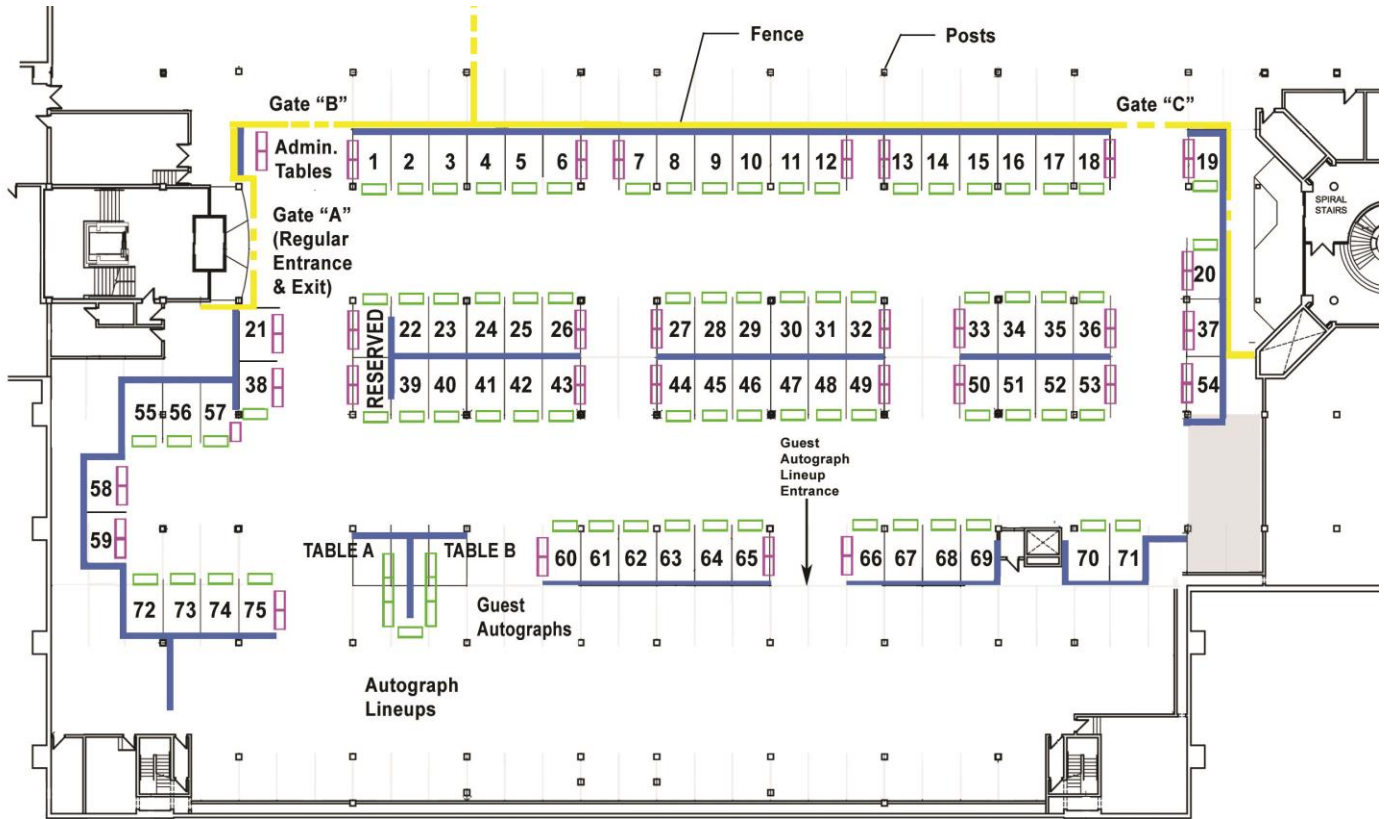 Fence
Posts
Gate “B”
Gate “C”
Admin.
Tables
1 2 3 4 5 6 7 8 9 10 11 12 13 14 15 16 17 18 19
SPIRAL
STAIRS
Gate “A”
(Regular
Entrance
& Exit)
20
21 RESERVED 22 23 24 25 26 27 28 29 30 31 32 33 34 35 36 37
38 39 40 41 42 43 44 45 46 47 48 49 50 51 52 53 54
55 56 57
Guest
Autograph
Lineup
Entrance
58
59
TABLE A TABLE B 60 61 62 63 64 65 66 67 68 69 70 71
72 73 74 75
Guest
Autographs
Autograph
Lineups